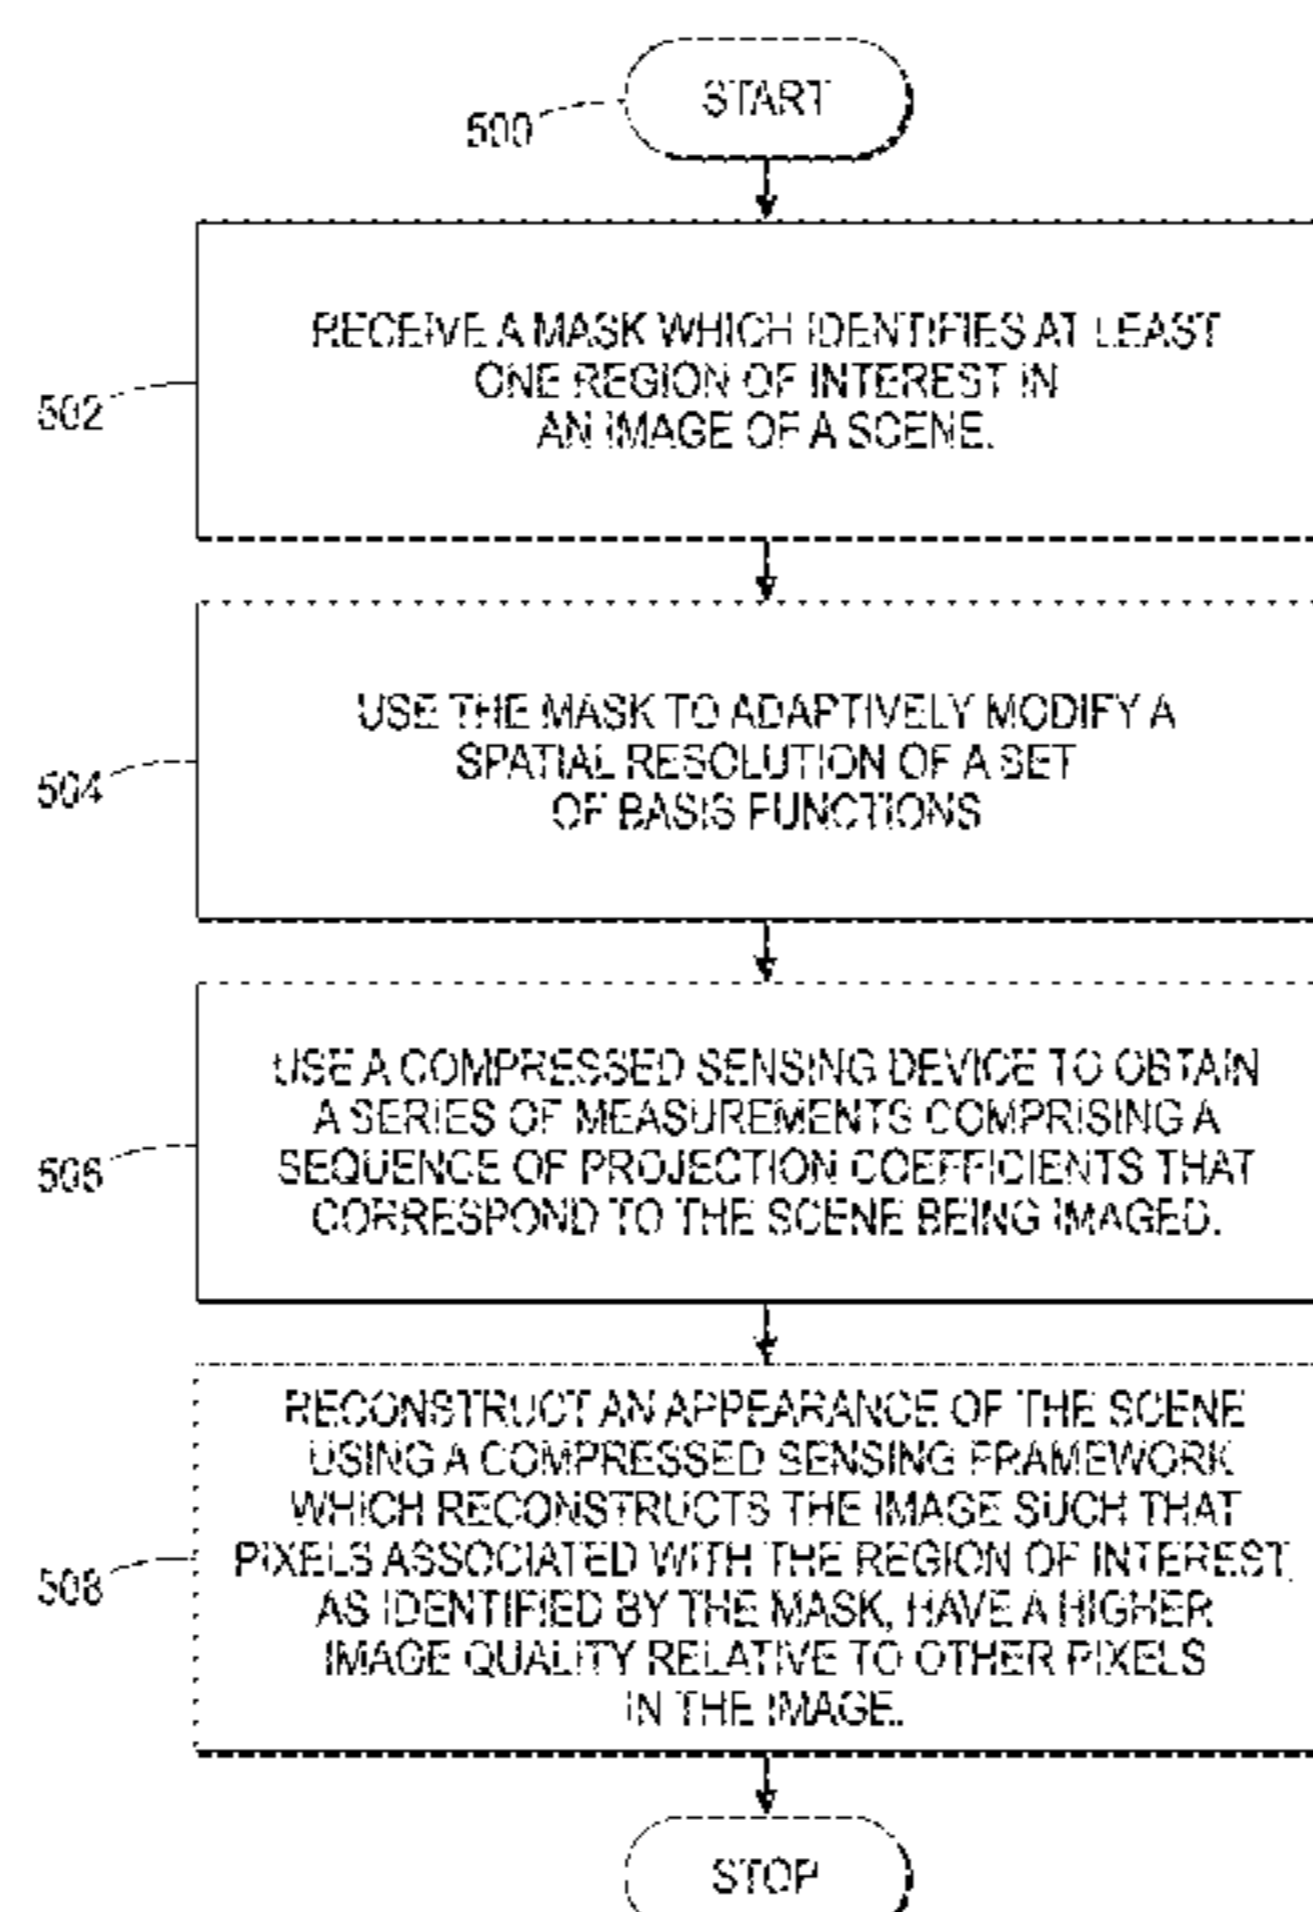 START
500
RECEIVE A MASK WHICH IDENTIFIES AT LEAST
ONE REGION OF INTEREST IN
AN IMAGE OF A SCENE.
502
USE THE MASK TO ADAPTIVELY MODIFY A
SPATIAL RESOLUTION OF A SET
OF BASIS FUNCTIONS
504
USE A COMPRESSED SENSING DEVICE TO OBTAIN
A SERIES OF MEASUREMENTS COMPRISING A
SEQUENCE OF PROJECTION COEFFICIENTS THAT
CORRESPOND TO THE SCENE BEING IMAGED.
506
RECONSTRUCT AN APPEARANCE OF THE SCENE
USING A COMPRESSED SENSING FRAMEWORK
WHICH RECONSTRUCTS THE IMAGE SUCH THAT
PIXELS ASSOCIATED WITH THE REGION OF INTEREST,
AS IDENTIFIED BY THE MASK, HAVE A HIGHER
IMAGE QUALITY RELATIVE TO OTHER PIXELS
IN THE IMAGE.
508
STOP